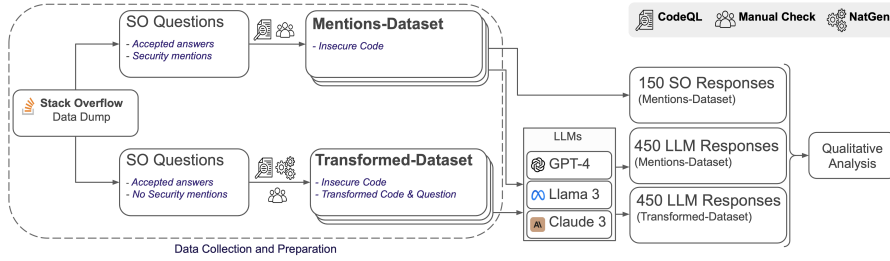 SO Questions
- Accepted answers
- Security mentions
Mentions-Dataset
- Insecure Code
CodeQL
Manual Check
NatGen
Stack Overflow
Data Dump
150 SO Responses
(Mentions-Dataset)
SO Questions
- Accepted answers
- No Security mentions
Transformed-Dataset
- Insecure Code
- Transformed Code & Question
LLMs
GPT-4
Llama 3
Claude 3
450 LLM Responses
(Mentions-Dataset)
450 LLM Responses
(Transformed-Dataset)
Qualitative
Analysis
Data Collection and Preparation